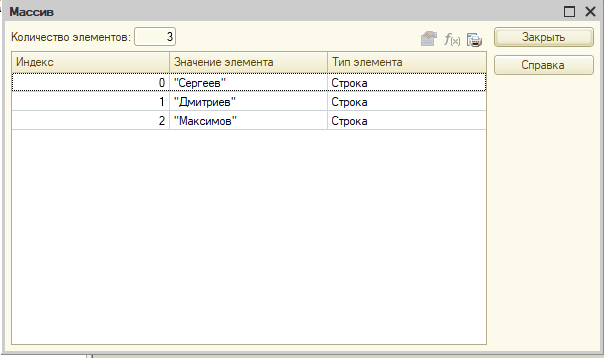 Массив
Количество элементов: 3
f(x)
Закрыть
Справка
Индекс Значение элемента Тип элемента
0 "Сергеев" Строка
1 "Дмитриев" Строка
2 "Максимов" Строка